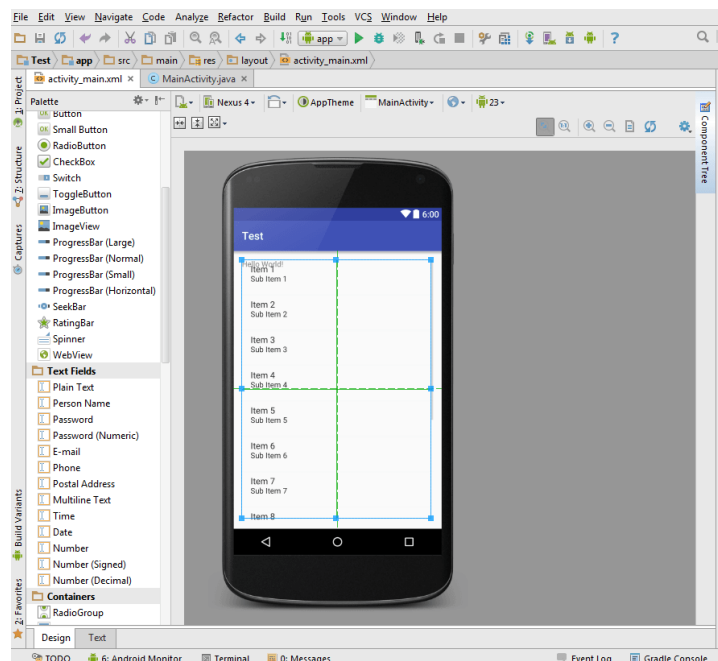 File Edit View Navigate Code Analyze Refactor Build Run Tools VCS Window Help
app
Test app src main res layout activity_main.xml
activity_main.xml MainActivity.java
Palette
Nexus 4 AppTheme MainActivity 23
1: Project
7: Structure
Captures
Build Variants
2: Favorites
Button
Small Button
RadioButton
CheckBox
Switch
ToggleButton
ImageButton
ImageView
ProgressBar (Large)
ProgressBar (Normal)
ProgressBar (Small)
ProgressBar (Horizontal)
SeekBar
RatingBar
Spinner
WebView
Text Fields
Plain Text
Person Name
Password
Password (Numeric)
E-mail
Phone
Postal Address
Multiline Text
Time
Date
Number
Number (Signed)
Number (Decimal)
Containers
RadioGroup
6:00
Test
Hello World!
Item 1
Sub Item 1
Item 2
Sub Item 2
Item 3
Sub Item 3
Item 4
Sub Item 4
Item 5
Sub Item 5
Item 6
Sub Item 6
Item 7
Sub Item 7
Item 8
Component Tree
Design Text
TODO 6: Android Monitor Terminal 0: Messages Event Log Gradle Console